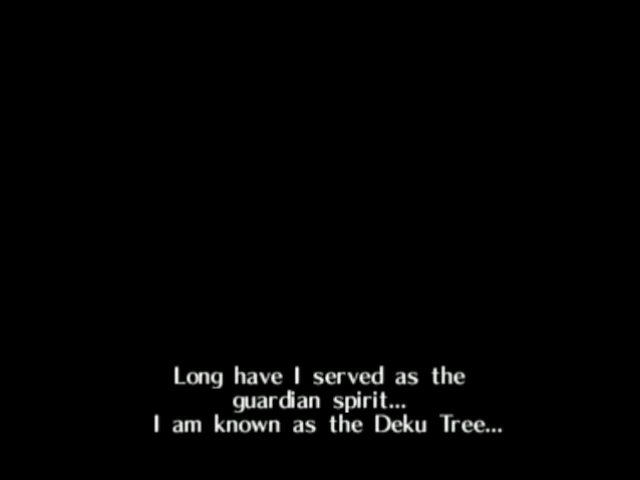 Long have I served as the
guardian spirit...
I am known as the Deku Tree...